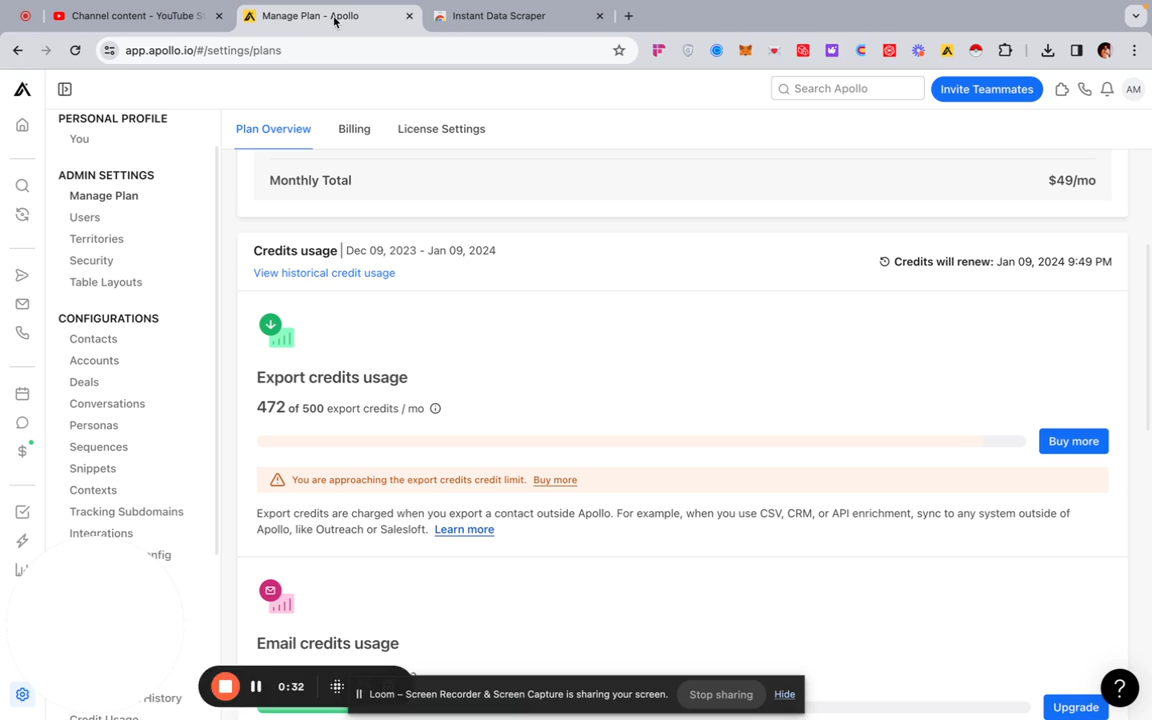 Channel content - YouTube S
Manage Plan - Apollo
Instant Data Scraper
app.apollo.io/#/settings/plans
Search Apollo
Invite Teammates
AM
PERSONAL PROFILE
You
ADMIN SETTINGS
Manage Plan
Users
Territories
Security
Table Layouts
CONFIGURATIONS
Contacts
Accounts
Deals
Conversations
Personas
Sequences
Snippets
Contexts
Tracking Subdomains
Integrations
nfig
History
Credit Usage
Plan Overview
Billing
License Settings
Monthly Total
$49/mo
Credits usage | Dec 09, 2023 - Jan 09, 2024
View historical credit usage
Credits will renew: Jan 09, 2024 9:49 PM
Export credits usage
472 of 500 export credits / mo
Buy more
You are approaching the export credits credit limit. Buy more
Export credits are charged when you export a contact outside Apollo. For example, when you use CSV, CRM, or API enrichment, sync to any system outside of
Apollo, like Outreach or Salesloft. Learn more
Email credits usage
Upgrade
0:32
Loom – Screen Recorder & Screen Capture is sharing your screen.
Stop sharing
Hide
?